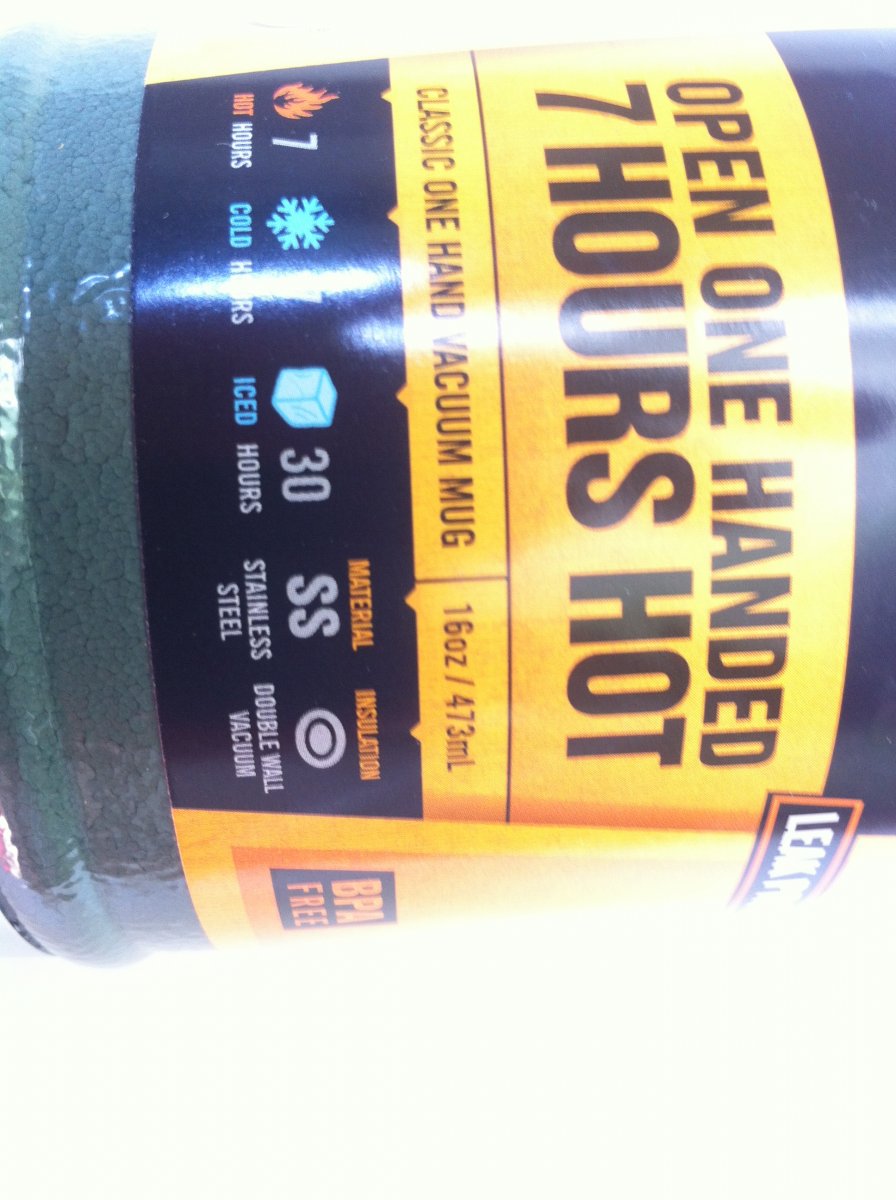 OPEN ONE HANDED
7 HOURS HOT
CLASSIC ONE HAND VACUUM MUG
16oz / 473mL
MATERIAL
INSULATION
7
30
SS
HOT HOURS
COLD
ICED HOURS
STAINLESS
STEEL
DOUBLE WALL
VACUUM
BPA
FREE